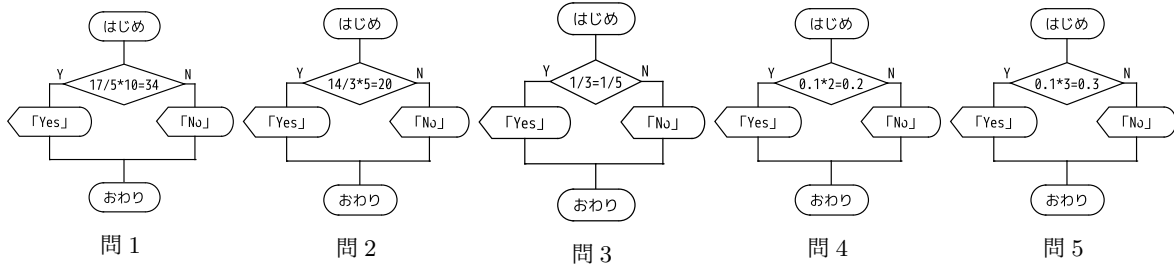 はじめ
Y
17/5*10=34
N
「Yes」
「No」
おわり
問 1
はじめ
Y
14/3*5=20
N
「Yes」
「No」
おわり
問 2
はじめ
Y
1/3=1/5
N
「Yes」
「No」
おわり
問 3
はじめ
Y
0.1*2=0.2
N
「Yes」
「No」
おわり
問 4
はじめ
Y
0.1*3=0.3
N
「Yes」
「No」
おわり
問 5